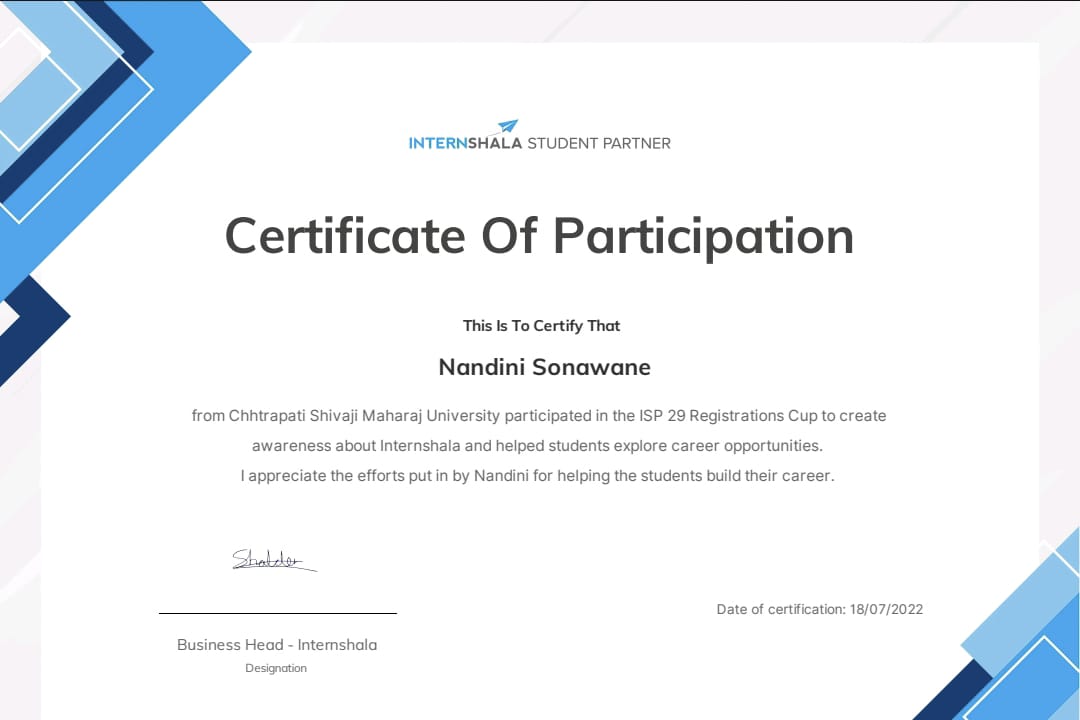 INTERNSHALA STUDENT PARTNER
Certificate Of Participation
This Is To Certify That
Nandini Sonawane
from Chhtrapati Shivaji Maharaj University participated in the ISP 29 Registrations Cup to create
awareness about Internshala and helped students explore career opportunities.
I appreciate the efforts put in by Nandini for helping the students build their career.
Date of certification: 18/07/2022
Business Head - Internshala
Designation